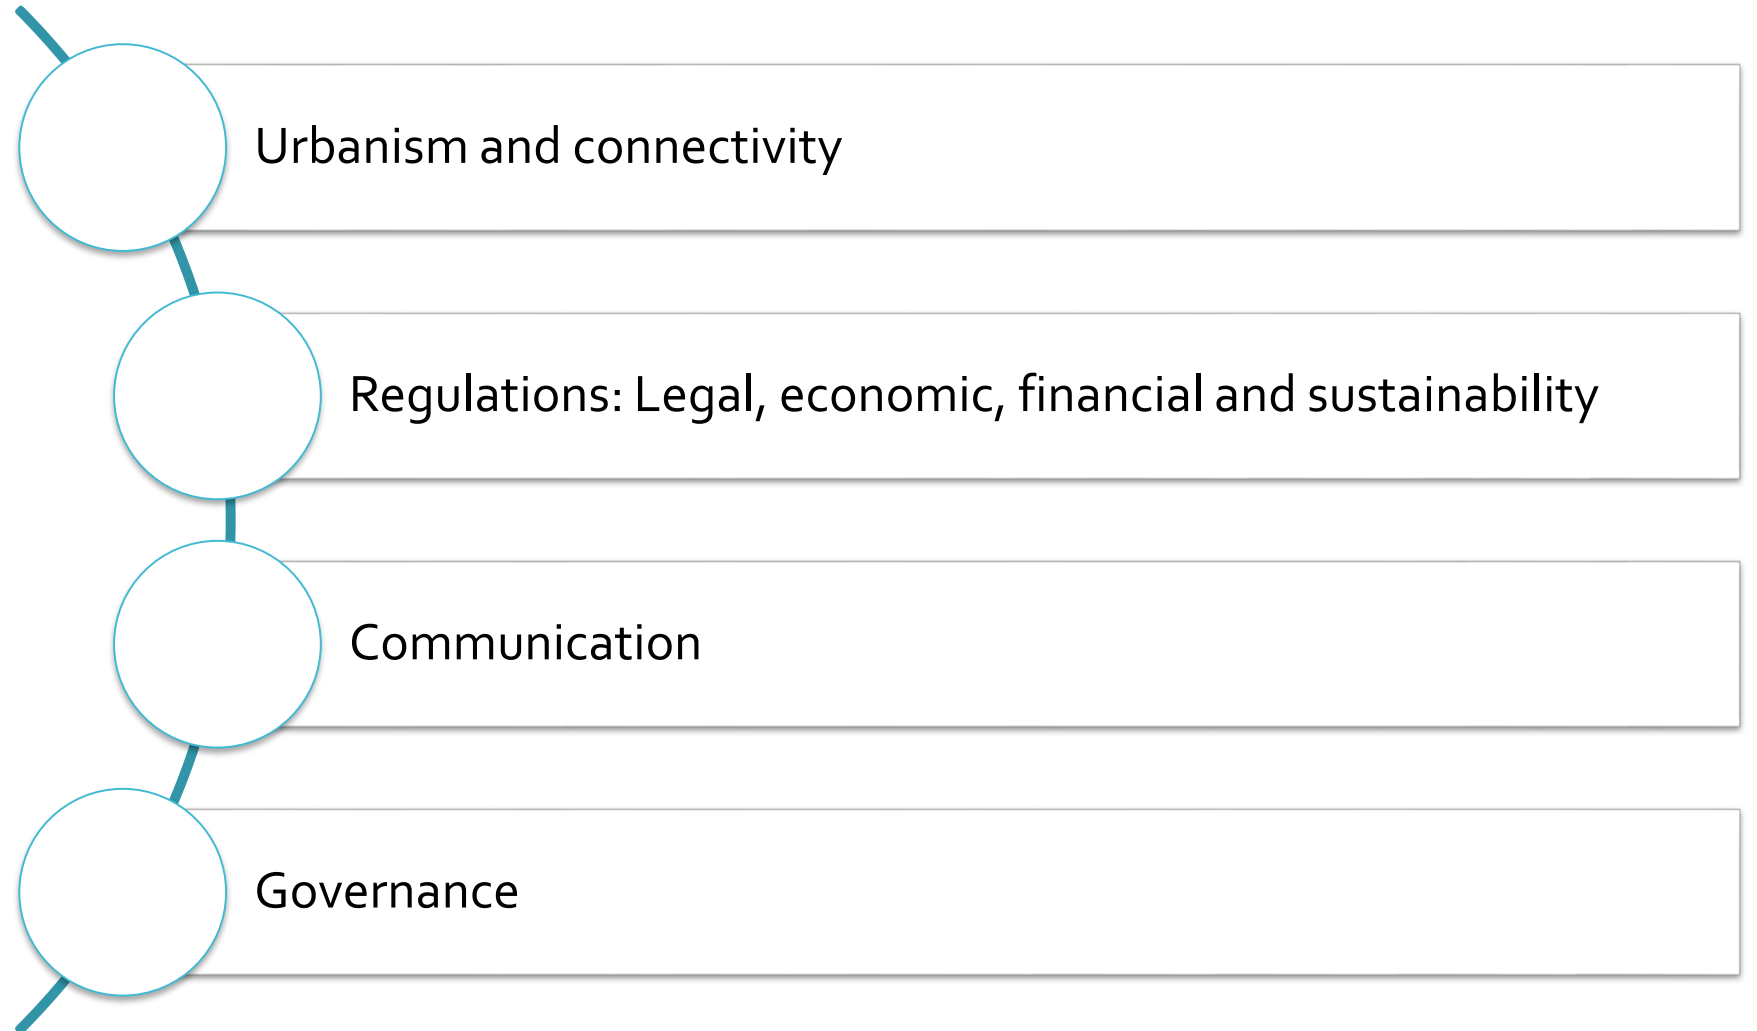 Urbanism and connectivity
Regulations: Legal, economic, financial and sustainability
Communication
Governance